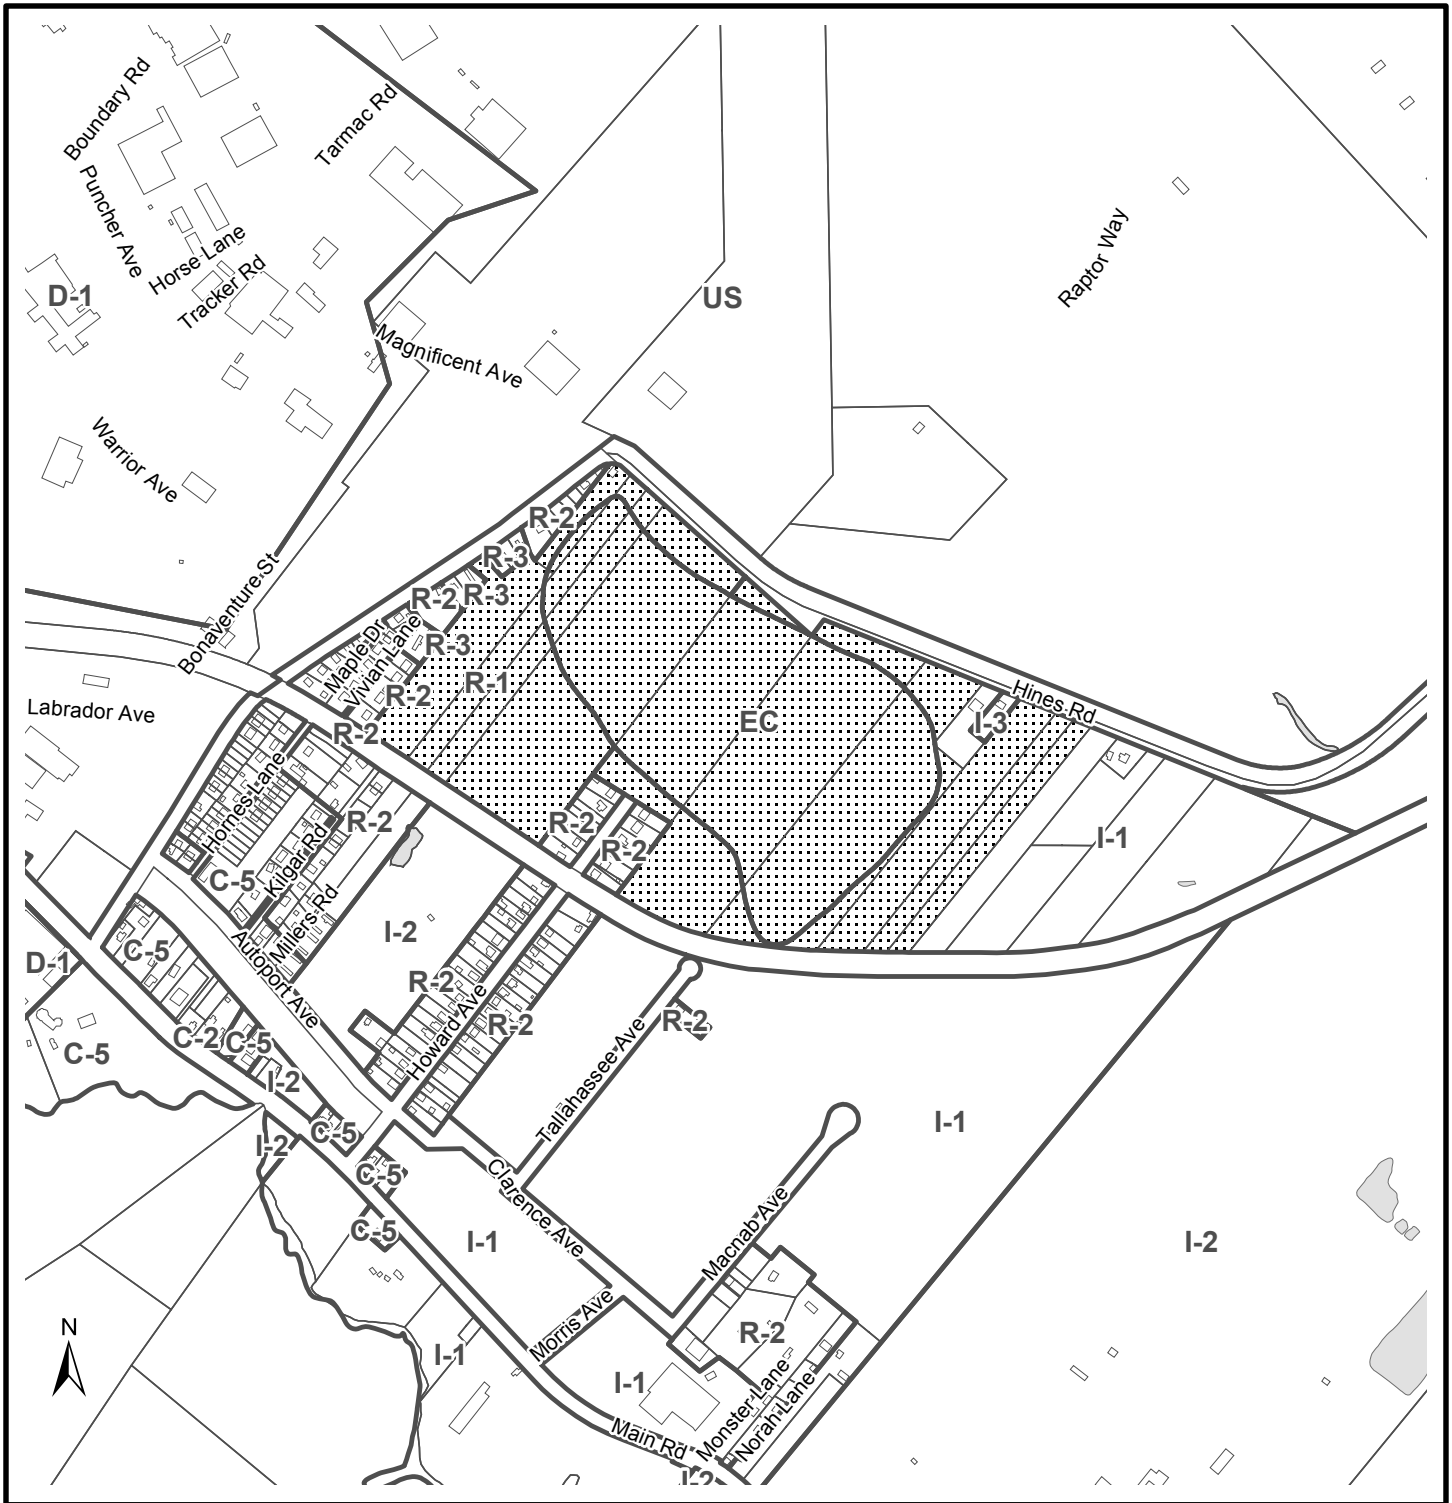 Boundary Rd
Tarmac Rd
Puncher Ave
Horse Lane
Tracker Rd
D-1
US
Raptor Way
Magnificent Ave
Warrior Ave
R-2
R-3
Bonaventure St
R-2
R-3
Maple Dr
Vivian Lane
R-3
R-1
R-2
Hines Rd
Labrador Ave
R-2
EC
I-3
Homes Lane
R-2
R-2
R-2
I-1
C-5
Kilgar Rd
Millers Rd
I-2
C-5
Autoport Ave
D-1
R-2
R-2
R-2
Howard Ave
C-2
C-5
C-5
I-2
Tallahassee Ave
I-1
C-5
I-2
C-5
Clarence Ave
Macnab Ave
C-5
I-1
I-2
N
Morris Ave
R-2
I-1
I-1
Monster Lane
Norah Lane
Main Rd
I-2